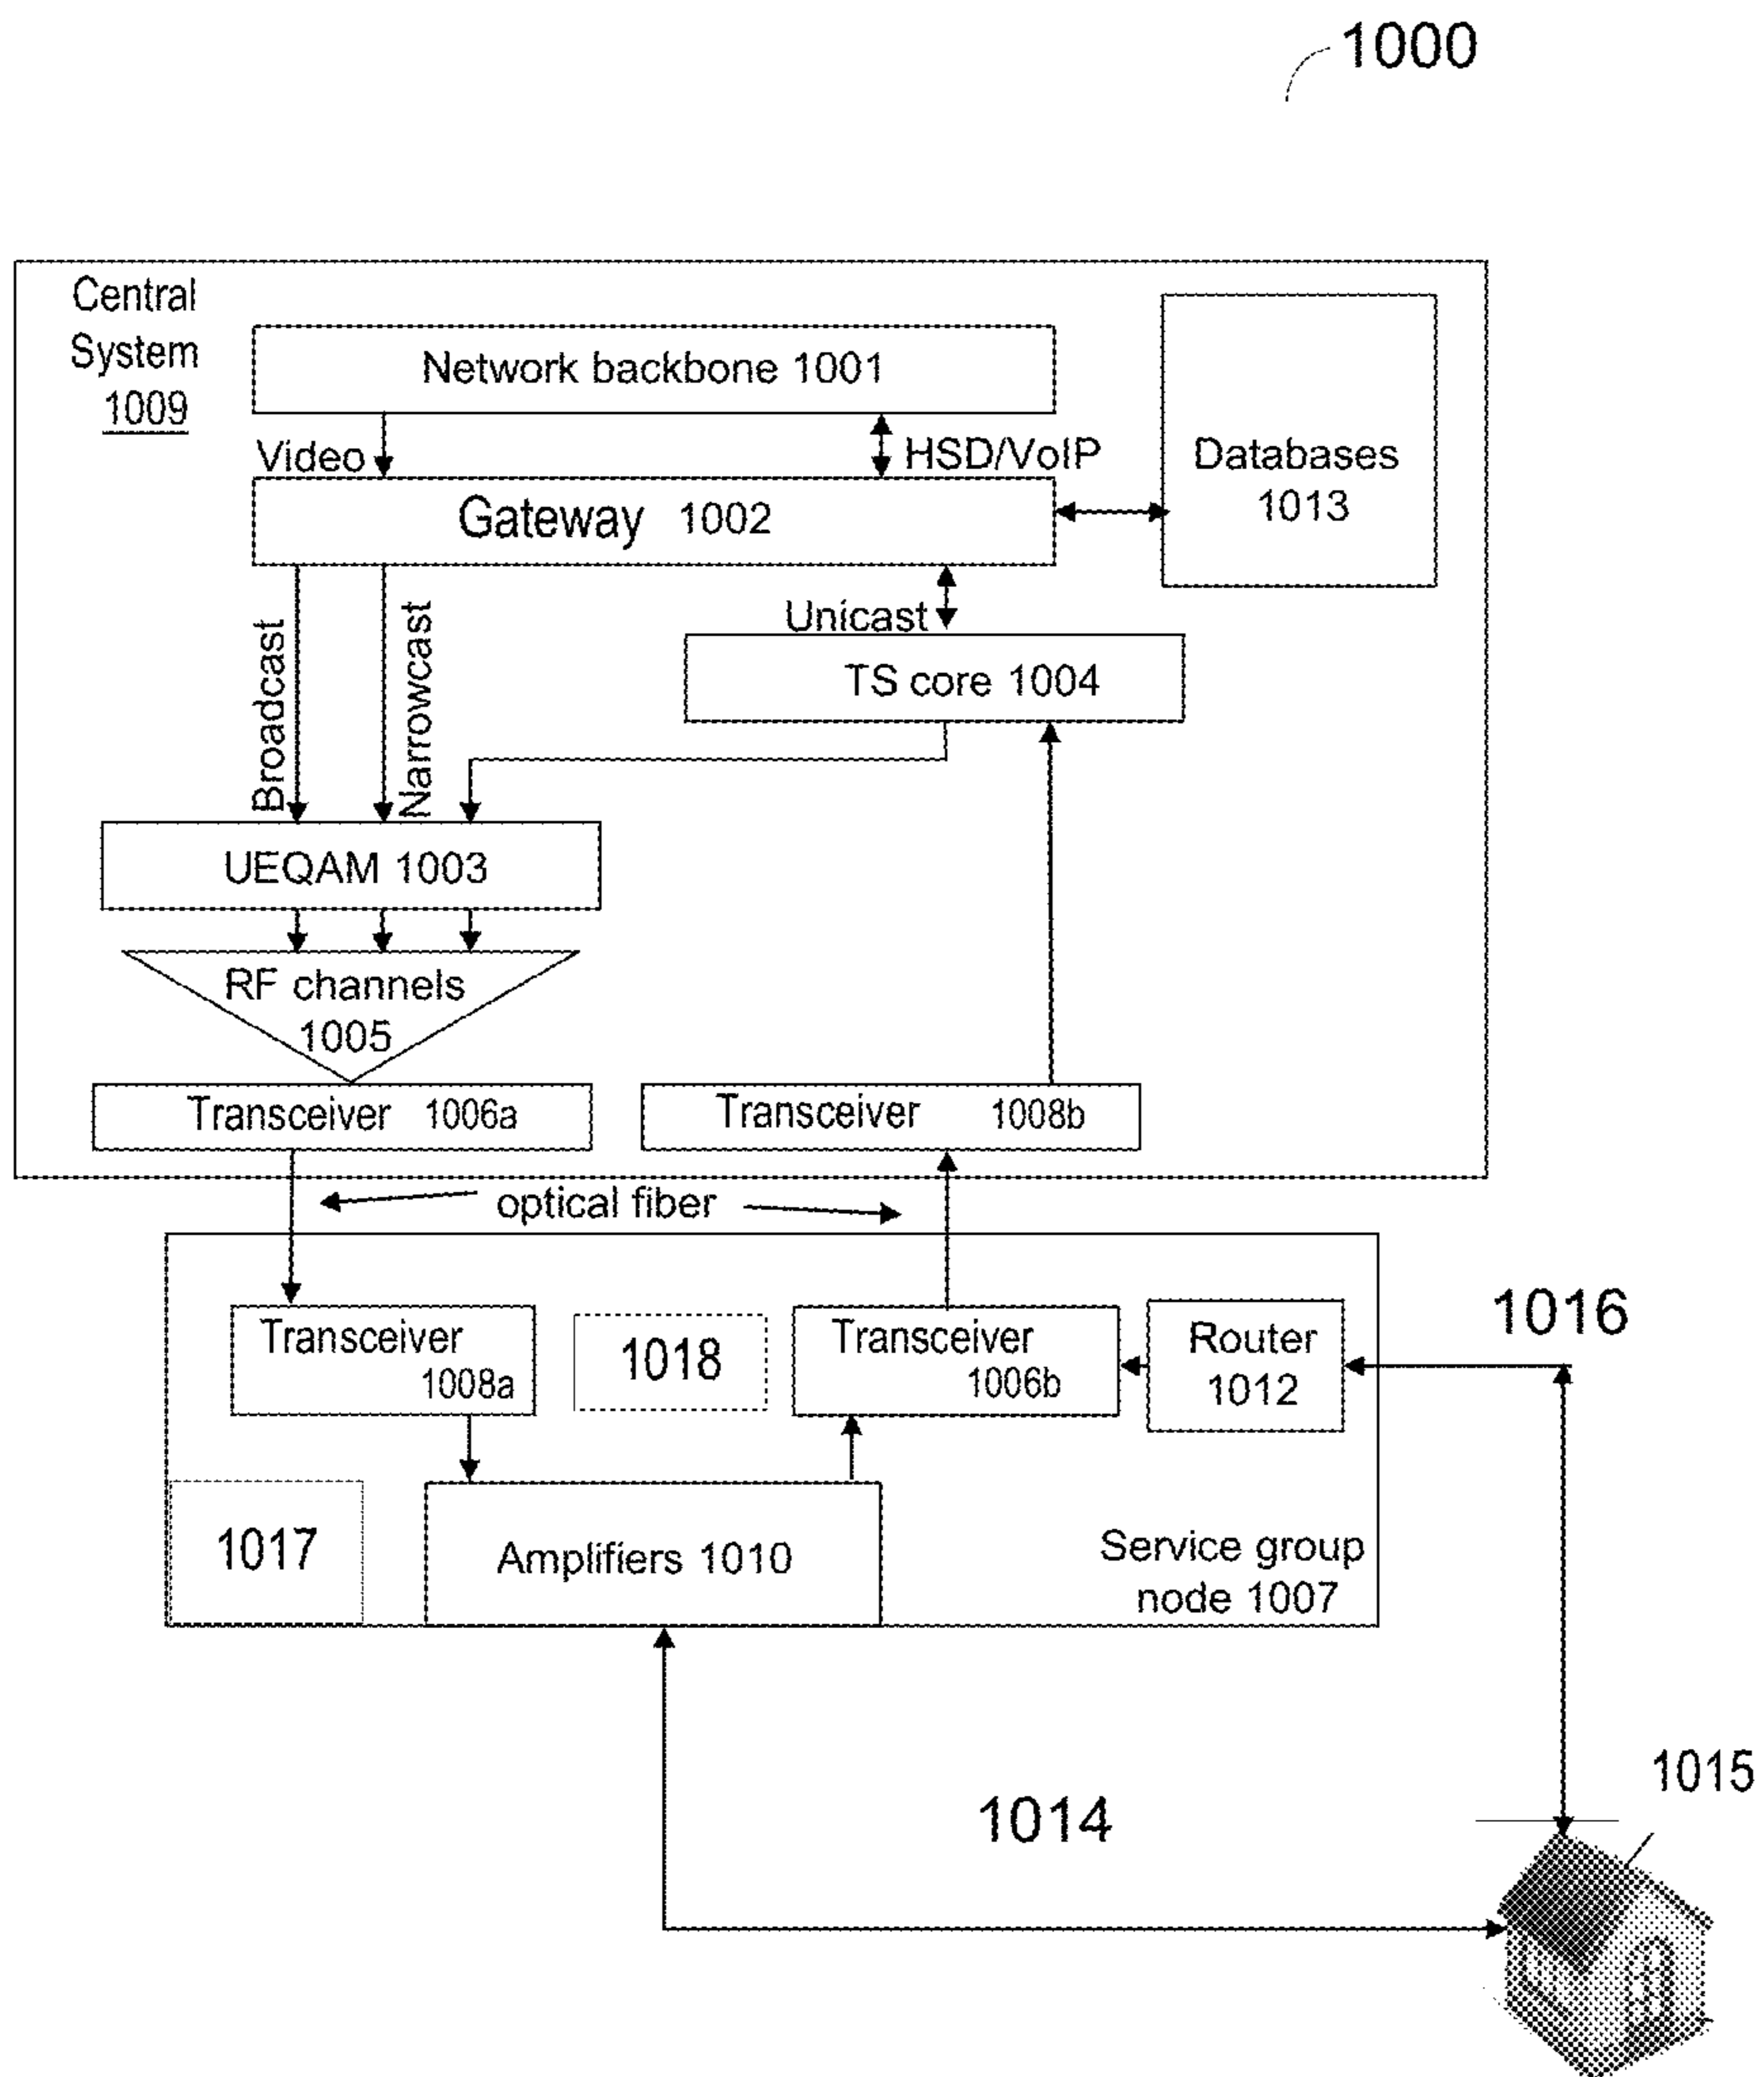 1000
Central
System
1009
Network backbone 1001
Video
HSD/VoIP
Databases
1013
Gateway 1002
Unicast
Broadcast
Narrowcast
TS core 1004
UEQAM 1003
RF channels
1005
Transceiver 1006a
Transceiver 1008b
optical fiber
Transceiver
1008a
1018
Transceiver
1006b
Router
1012
1016
1017
Amplifiers 1010
Service group
node 1007
1014
1015